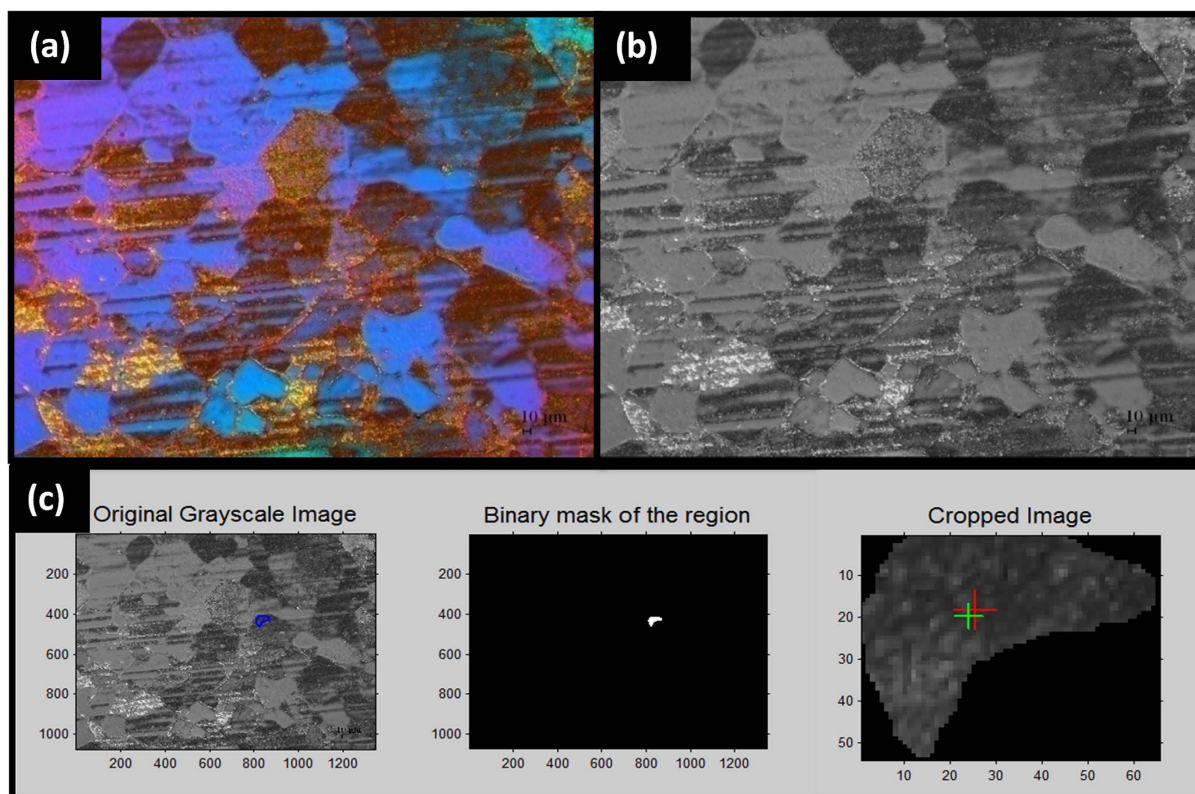 (a)
(b)
10 µm
10 µm
(c)
Original Grayscale Image
Binary mask of the region
Cropped Image
200
400
600
800
1000
200 400 600 800 1000 1200
200
400
600
800
1000
200 400 600 800 1000 1200
10
20
30
40
50
10 20 30 40 50 60